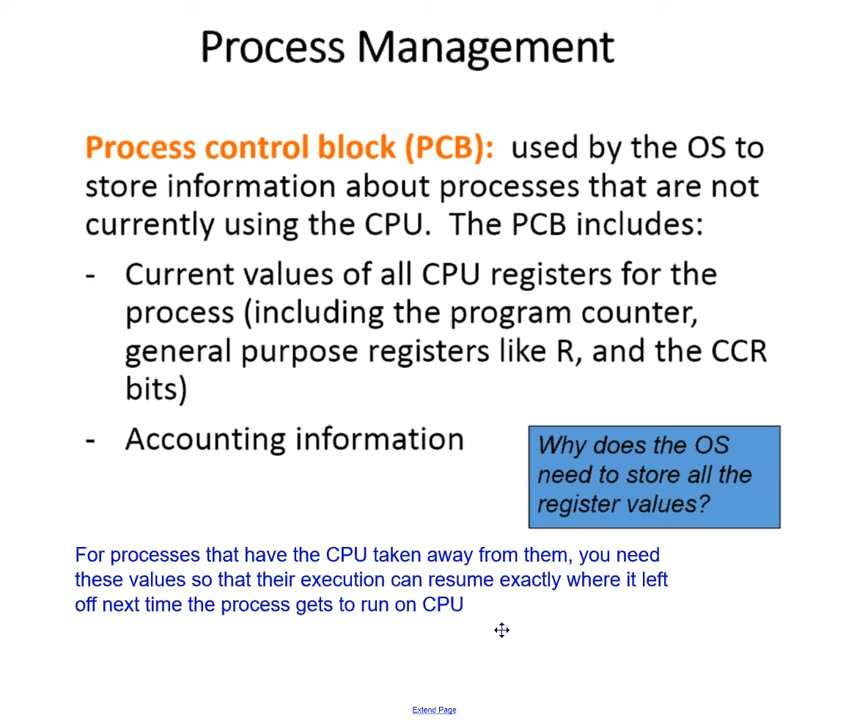 Process Management
Process control block (PCB): used by the OS to
store information about processes that are not
currently using the CPU. The PCB includes:
- Current values of all CPU registers for the
process (including the program counter,
general purpose registers like R, and the CCR
bits)
- Accounting information
Why does the OS
need to store all the
register values?
For processes that have the CPU taken away from them, you need
these values so that their execution can resume exactly where it left
off next time the process gets to run on CPU
Extend Page